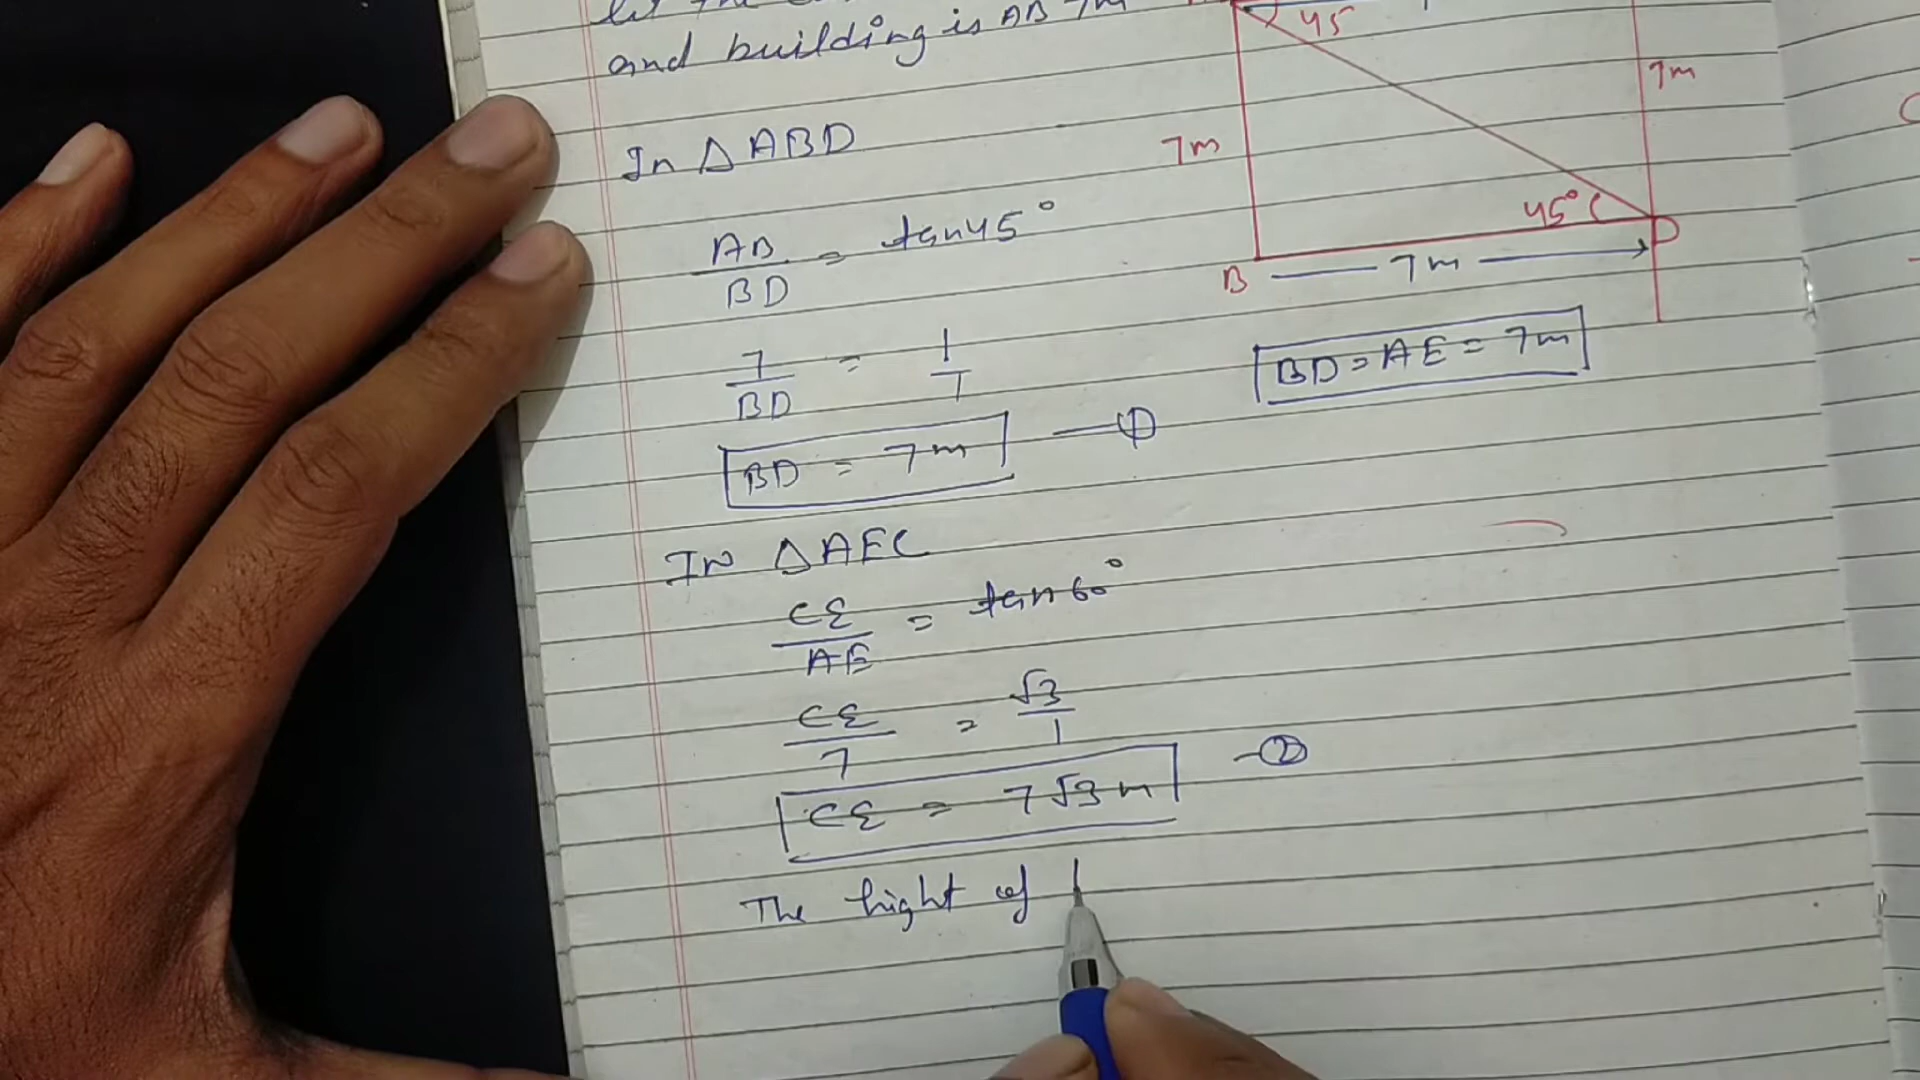 and building is AB 7m
45
7m
In △ABD
7m
AB/BD = tan45°
45°
D
B 7m
7/BD = 1/1
BD = AE = 7m
BD = 7m — ①
IN △AEC
CE/AE = tan60°
CE/7 = √3/1
CE = 7√3 m — ②
The hight of